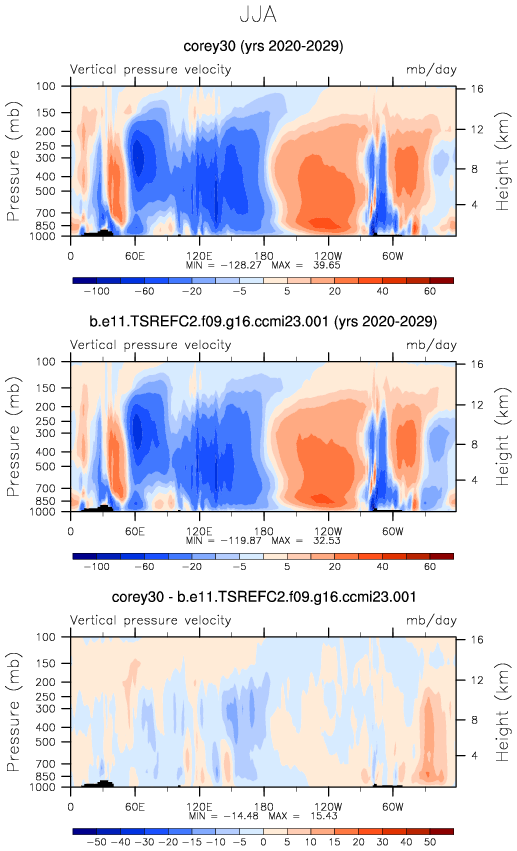 JJA
corey30 (yrs 2020-2029)
Vertical pressure velocity mb/day
Pressure (mb)
100
150
200
250
300
400
500
700
850
1000
16
12
8
4
Height (km)
0 60E 120E 180 120W 60W
MIN = -128.27 MAX = 39.65
-100 -60 -20 -5 5 20 40 60
b.e11.TSREFC2.f09.g16.ccmi23.001 (yrs 2020-2029)
Vertical pressure velocity mb/day
Pressure (mb)
100
150
200
250
300
400
500
700
850
1000
16
12
8
4
Height (km)
0 60E 120E 180 120W 60W
MIN = -119.87 MAX = 32.53
-100 -60 -20 -5 5 20 40 60
corey30 - b.e11.TSREFC2.f09.g16.ccmi23.001
Vertical pressure velocity mb/day
Pressure (mb)
100
150
200
250
300
400
500
700
850
1000
16
12
8
4
Height (km)
0 60E 120E 180 120W 60W
MIN = -14.48 MAX = 15.43
-50 -40 -30 -20 -15 -10 -5 0 5 10 15 20 30 40 50